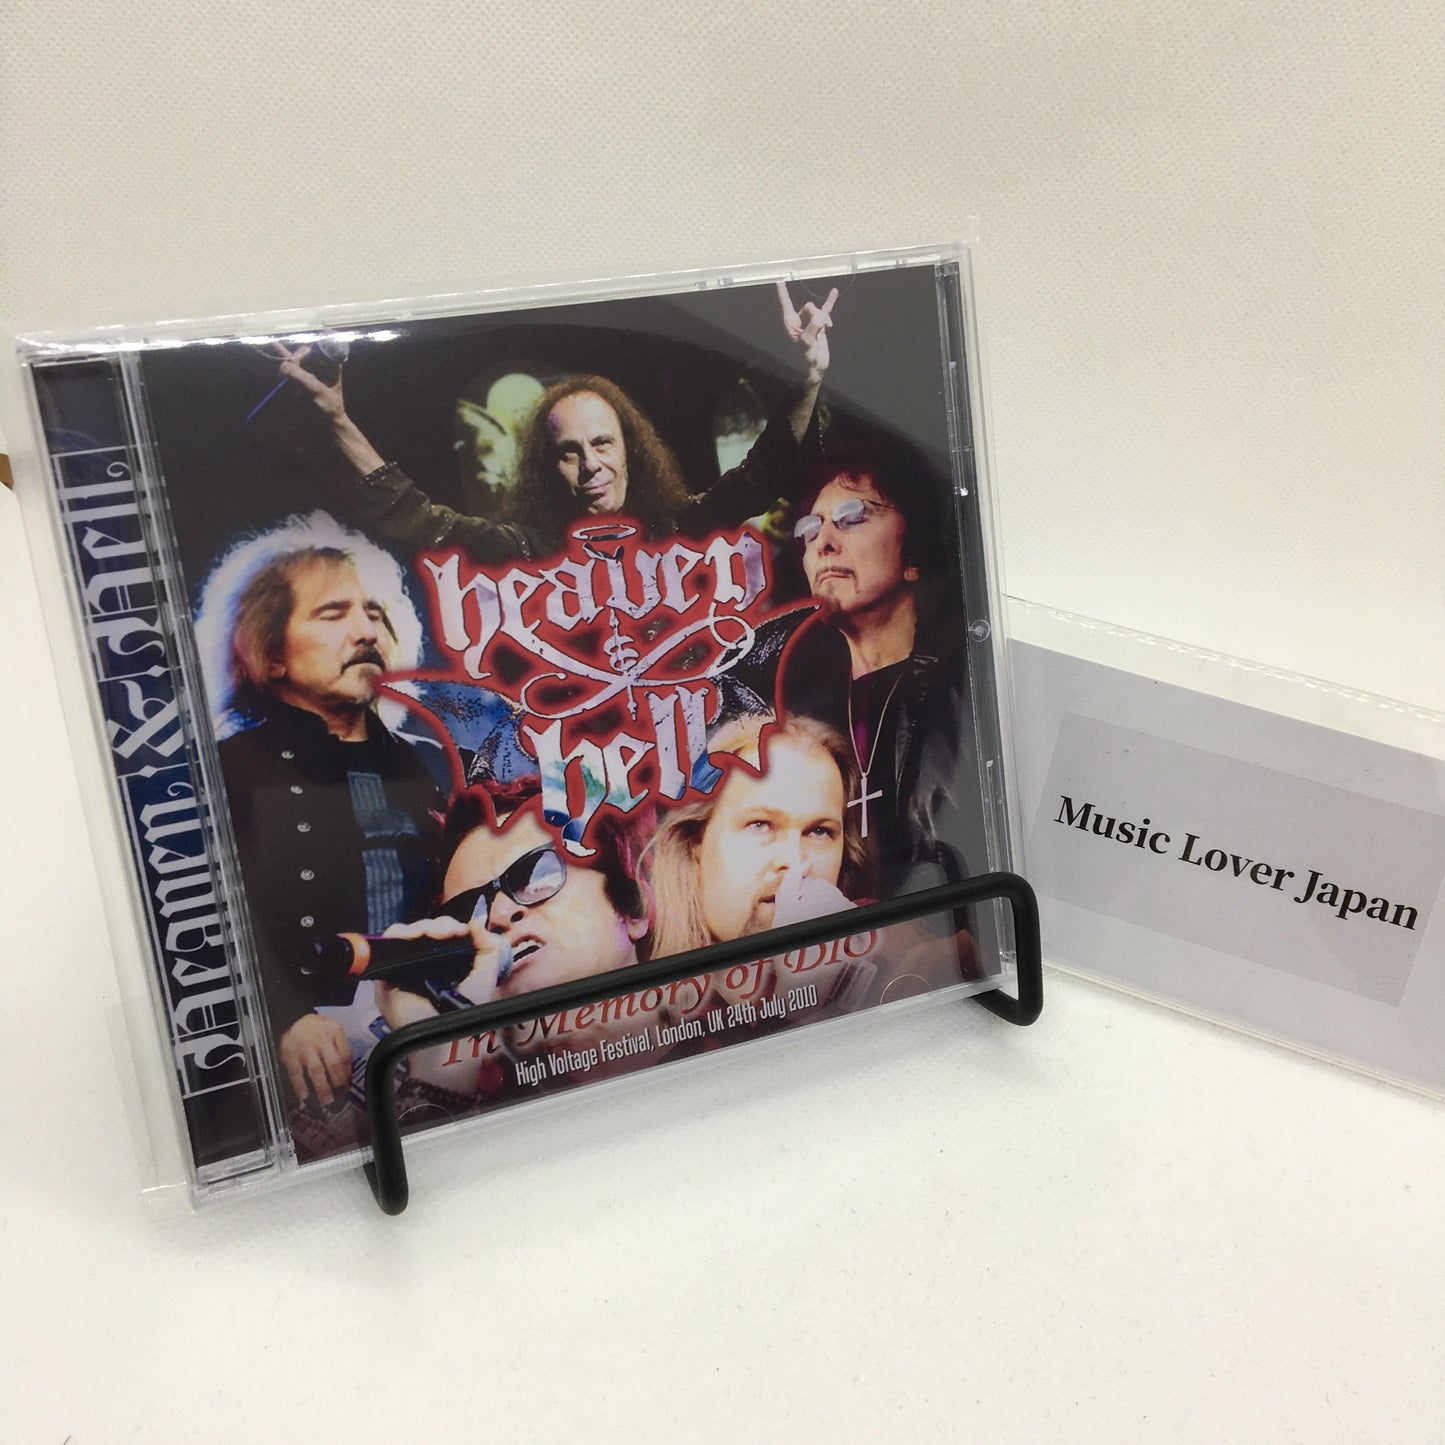 Heaven & Hell
heaven
&
hell
In Memory of DIO
High Voltage Festival, London, UK 24th July 2010
Music Lover Japan